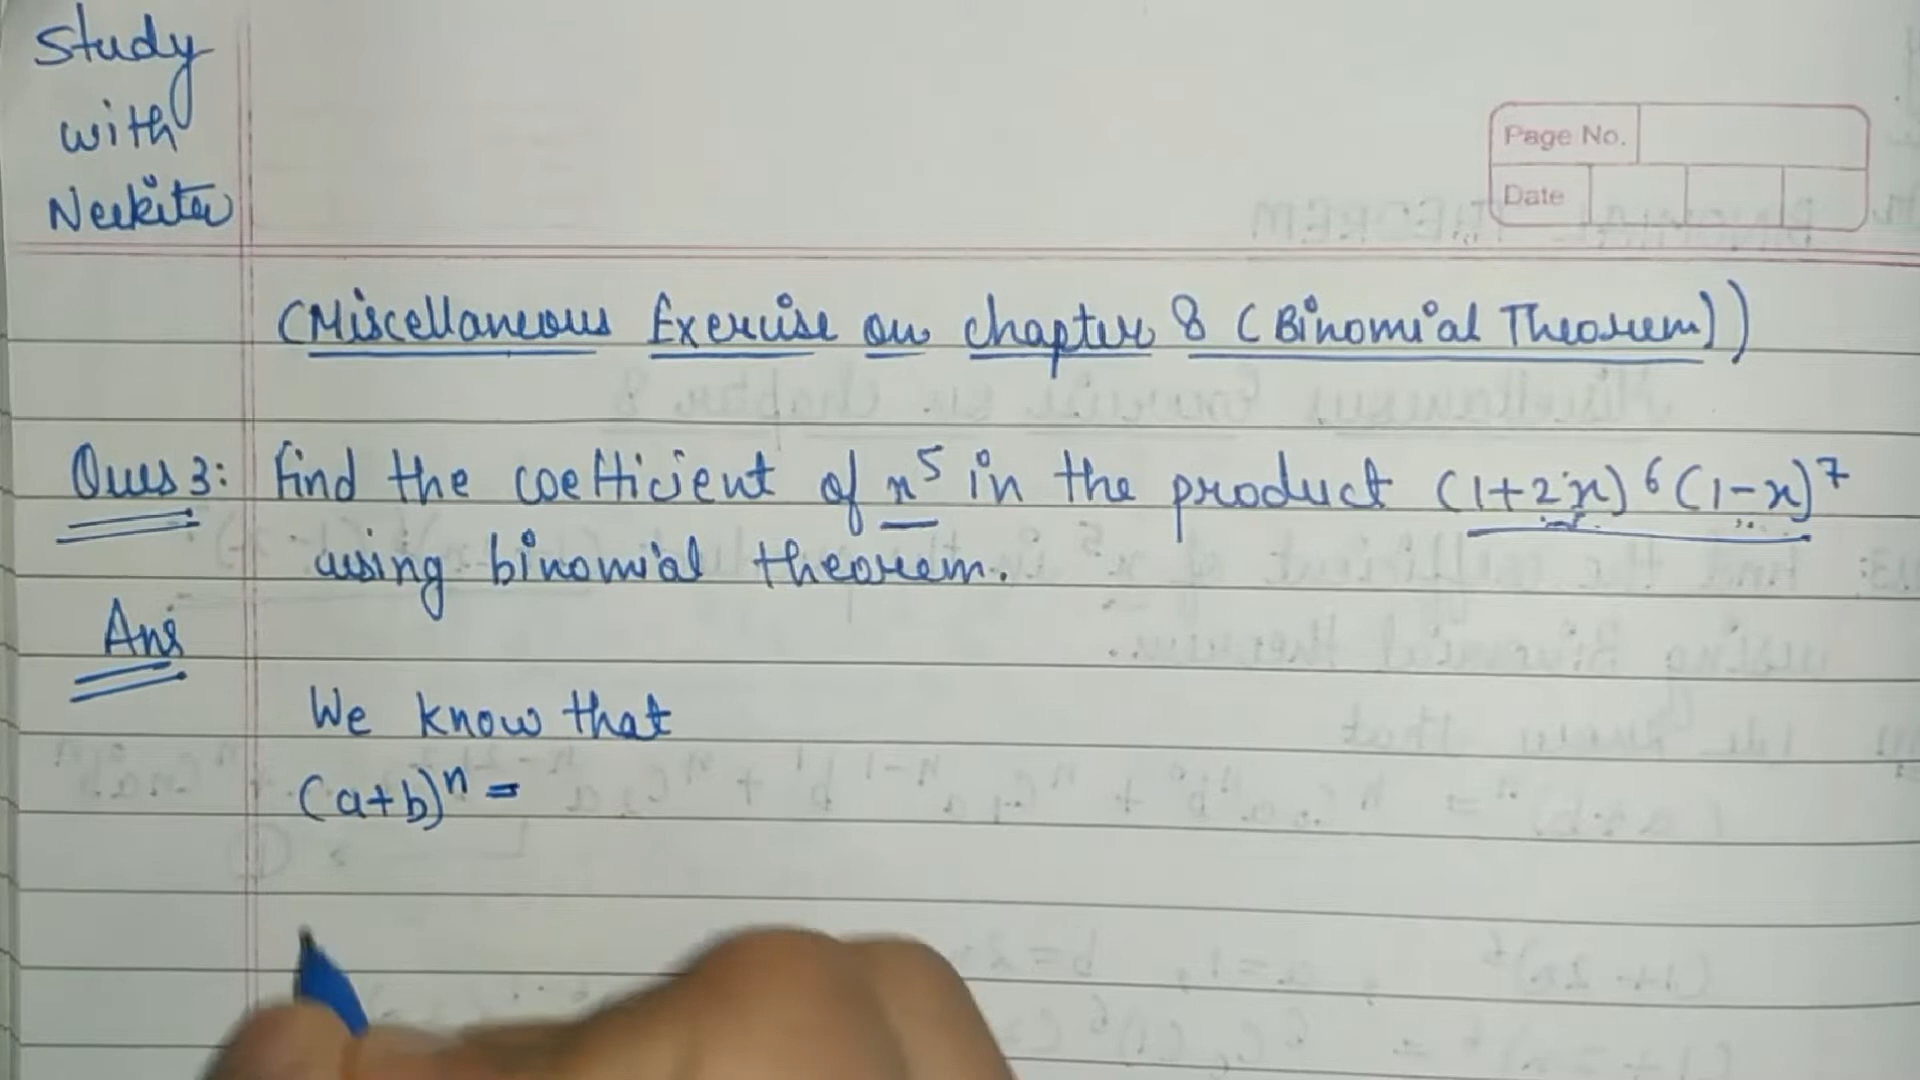 Study
with
Neekita
Page No.
Date
(Miscellaneous Exercise on chapter 8 (Binomial Theorem))
Ques 3: Find the coefficient of x⁵ in the product (1+2x)⁶(1-x)⁷
using binomial theorem.
Ans
We know that
(a+b)ⁿ =